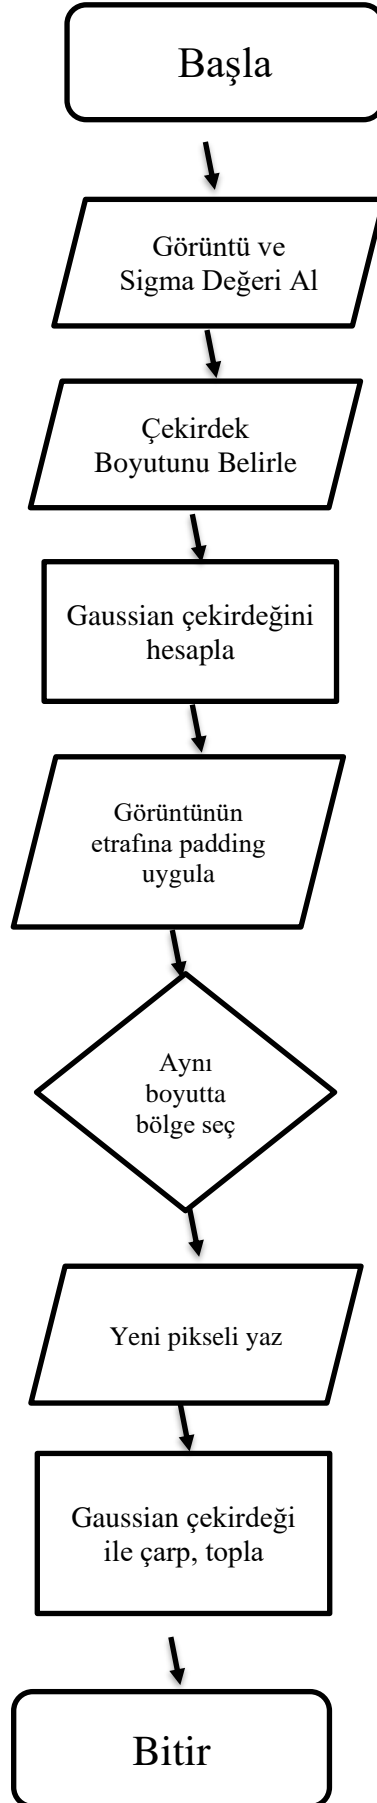 Başla
Görüntü ve
Sigma Değeri Al
Çekirdek
Boyutunu Belirle
Gaussian çekirdeğini
hesapla
Görüntünün
etrafına padding
uygula
Aynı
boyutta
bölge seç
Yeni pikseli yaz
Gaussian çekirdeği
ile çarp, topla
Bitir